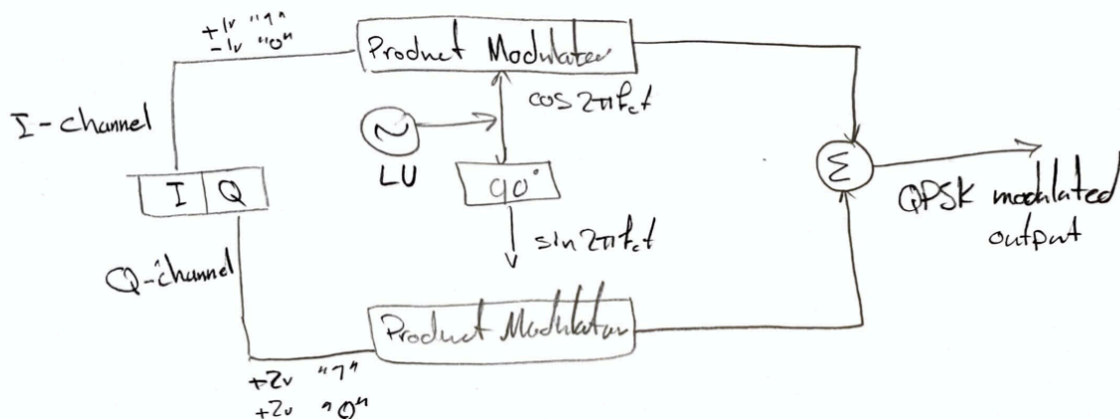 +1v "1"
-1v "0"
Product Modulator
cos 2πfct
I-channel
LU
I Q
90°
Σ
QPSK modulated
output
sin 2πfct
Q-channel
Product Modulator
+2v "1"
+2v "0"